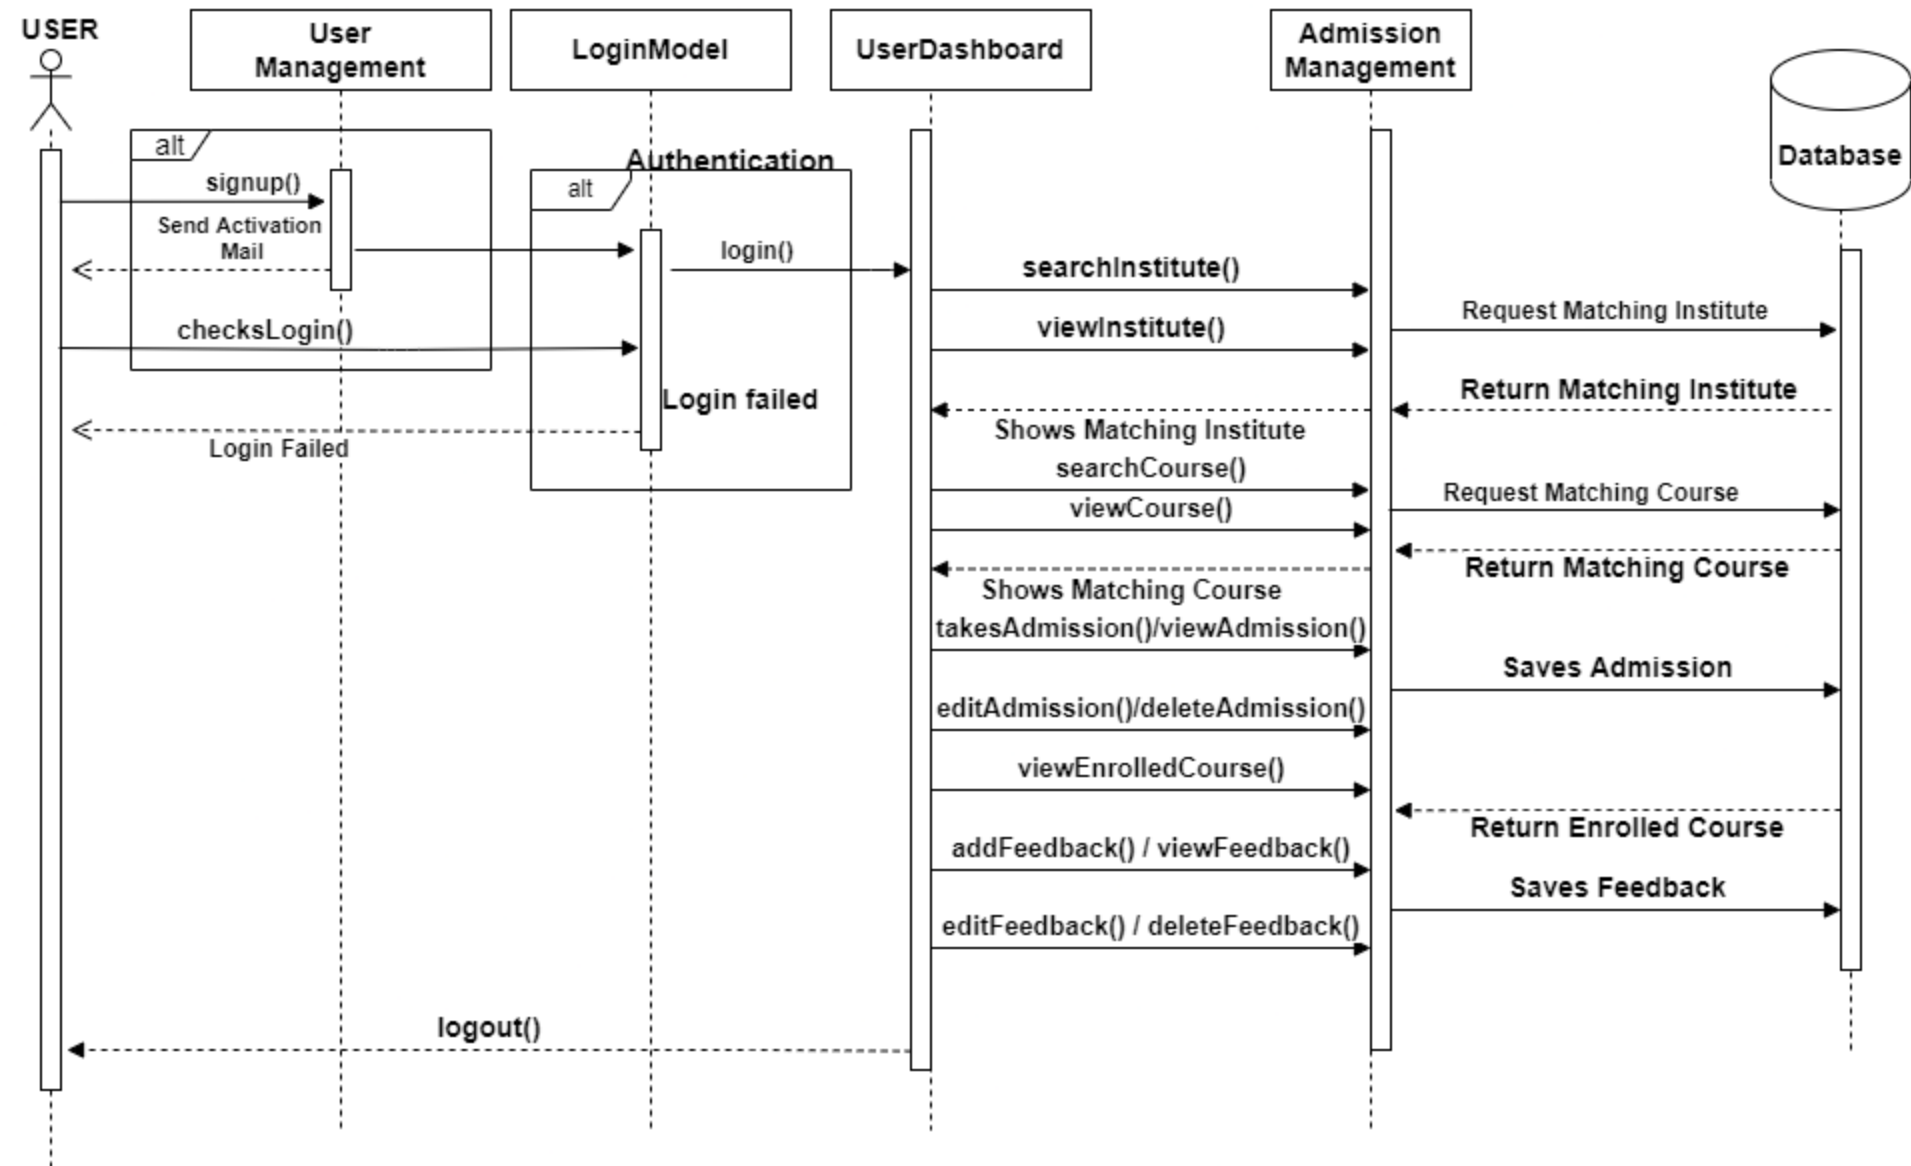 USER
User
Management
LoginModel
UserDashboard
Admission
Management
Database
alt
Authentication
alt
signup()
Send Activation
Mail
login()
searchInstitute()
Request Matching Institute
checksLogin()
viewInstitute()
Login failed
Return Matching Institute
Login Failed
Shows Matching Institute
searchCourse()
Request Matching Course
viewCourse()
Return Matching Course
Shows Matching Course
takesAdmission()/viewAdmission()
Saves Admission
editAdmission()/deleteAdmission()
viewEnrolledCourse()
Return Enrolled Course
addFeedback() / viewFeedback()
Saves Feedback
editFeedback() / deleteFeedback()
logout()